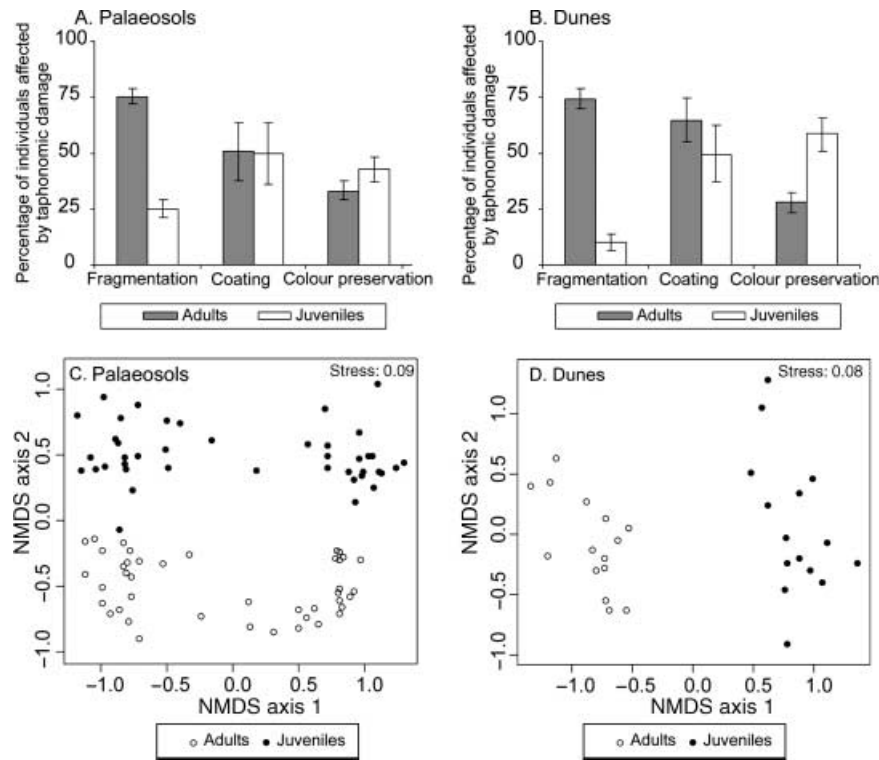 A. Palaeosols
Percentage of individuals affected
by taphonomic damage
100
75
50
25
0
Fragmentation Coating Colour preservation
Adults Juveniles
B. Dunes
Percentage of individuals affected
by taphonomic damage
100
75
50
25
0
Fragmentation Coating Colour preservation
Adults Juveniles
C. Palaeosols
Stress: 0.09
NMDS axis 2
1.0
0.5
0.0
−0.5
−1.0
−1.0 −0.5 0.0 0.5 1.0
NMDS axis 1
Adults Juveniles
D. Dunes
Stress: 0.08
NMDS axis 2
1.0
0.5
0.0
−0.5
−1.0
−1.0 −0.5 0.0 0.5 1.0
NMDS axis 1
Adults Juveniles